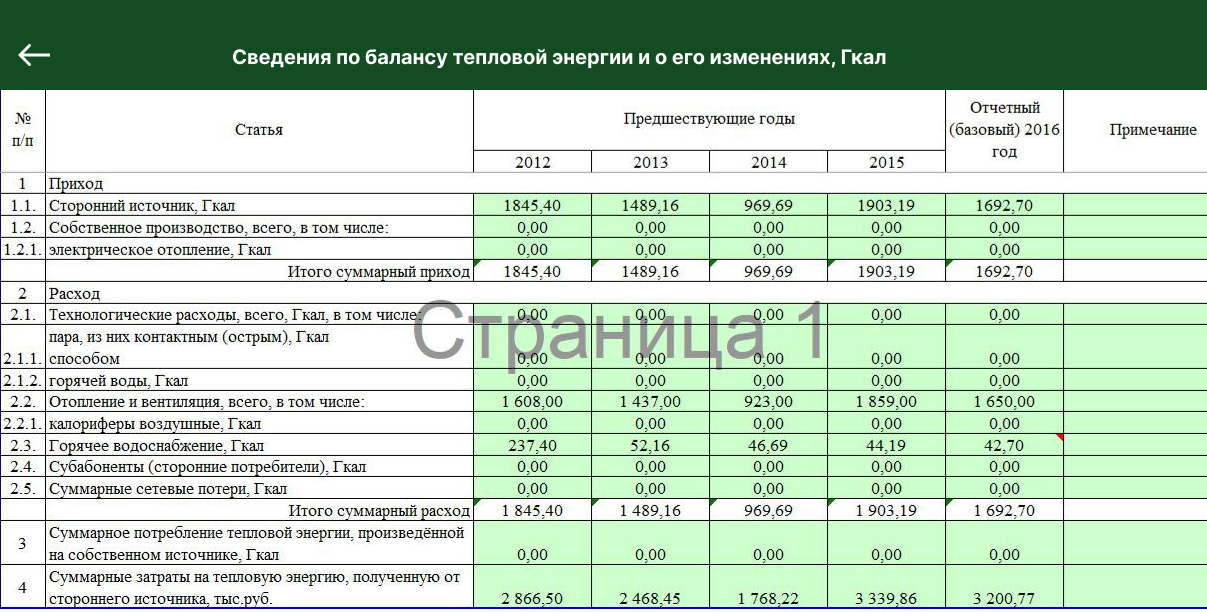 Сведения по балансу тепловой энергии и о его изменениях, Гкал
№ п/п Статья Предшествующие годы Отчетный (базовый) 2016 год Примечание
2012 2013 2014 2015
1 Приход
1.1. Сторонний источник, Гкал 1845,40 1489,16 969,69 1903,19 1692,70
1.2. Собственное производство, всего, в том числе: 0,00 0,00 0,00 0,00 0,00
1.2.1. электрическое отопление, Гкал 0,00 0,00 0,00 0,00 0,00
Итого суммарный приход 1845,40 1489,16 969,69 1903,19 1692,70
2 Расход
2.1. Технологические расходы, всего, Гкал, в том числе: 0,00 0,00 0,00 0,00 0,00
пара, из них контактным (острым), Гкал
2.1.1. способом 0,00 0,00 0,00 0,00 0,00
2.1.2. горячей воды, Гкал 0,00 0,00 0,00 0,00 0,00
2.2. Отопление и вентиляция, всего, в том числе: 1 608,00 1 437,00 923,00 1 859,00 1 650,00
2.2.1. калориферы воздушные, Гкал 0,00 0,00 0,00 0,00 0,00
2.3. Горячее водоснабжение, Гкал 237,40 52,16 46,69 44,19 42,70
2.4. Субабоненты (сторонние потребители), Гкал 0,00 0,00 0,00 0,00 0,00
2.5. Суммарные сетевые потери, Гкал 0,00 0,00 0,00 0,00 0,00
Итого суммарный расход 1 845,40 1 489,16 969,69 1 903,19 1 692,70
3 Суммарное потребление тепловой энергии, произведённой
на собственном источнике, Гкал 0,00 0,00 0,00 0,00 0,00
4 Суммарные затраты на тепловую энергию, полученную от
стороннего источника, тыс.руб. 2 866,50 2 468,45 1 768,22 3 339,86 3 200,77
Страница 1